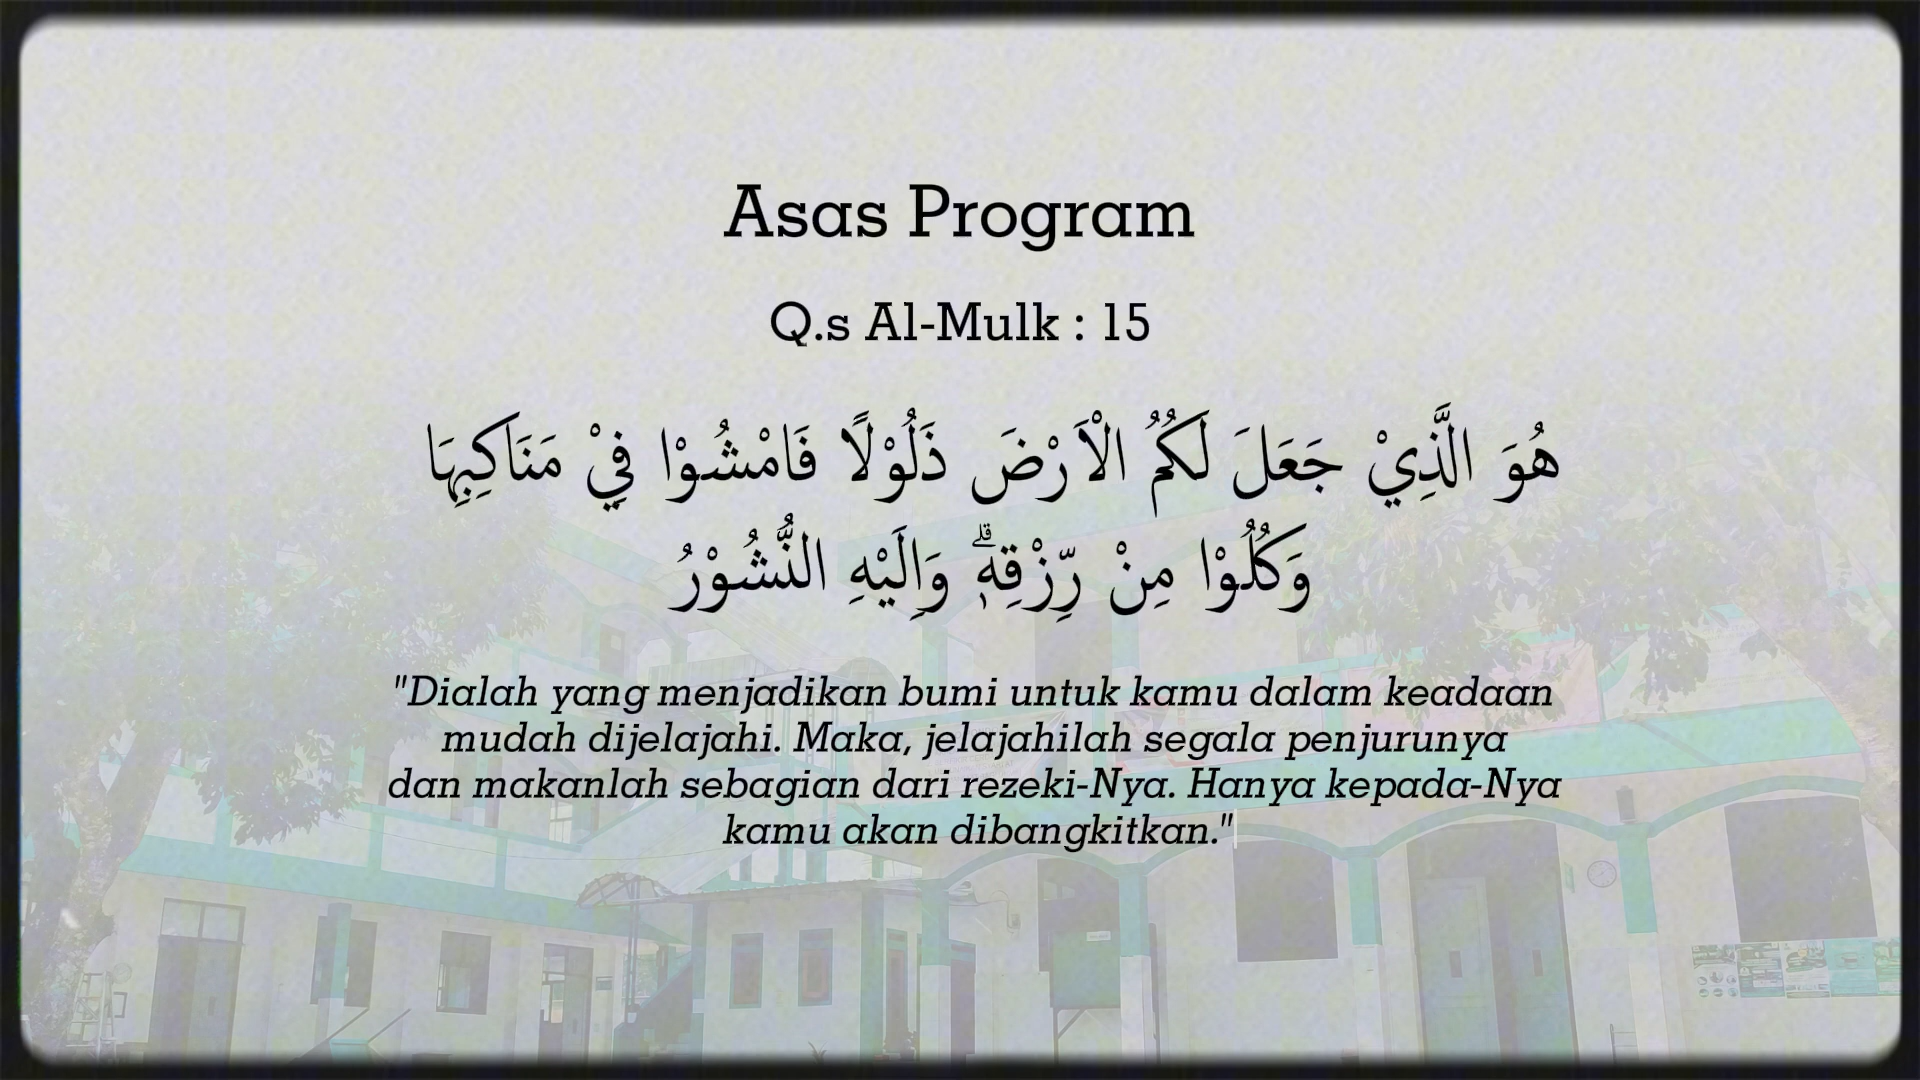 Asas Program
Q.s Al-Mulk : 15
هُوَ الَّذِيْ جَعَلَ لَكُمُ الْاَرْضَ ذَلُوْلًا فَامْشُوْا فِيْ مَنَاكِبِهَا
وَكُلُوْا مِنْ رِّزْقِهٖۗ وَاِلَيْهِ النُّشُوْرُ
"Dialah yang menjadikan bumi untuk kamu dalam keadaan
mudah dijelajahi. Maka, jelajahilah segala penjurunya
dan makanlah sebagian dari rezeki-Nya. Hanya kepada-Nya
kamu akan dibangkitkan."